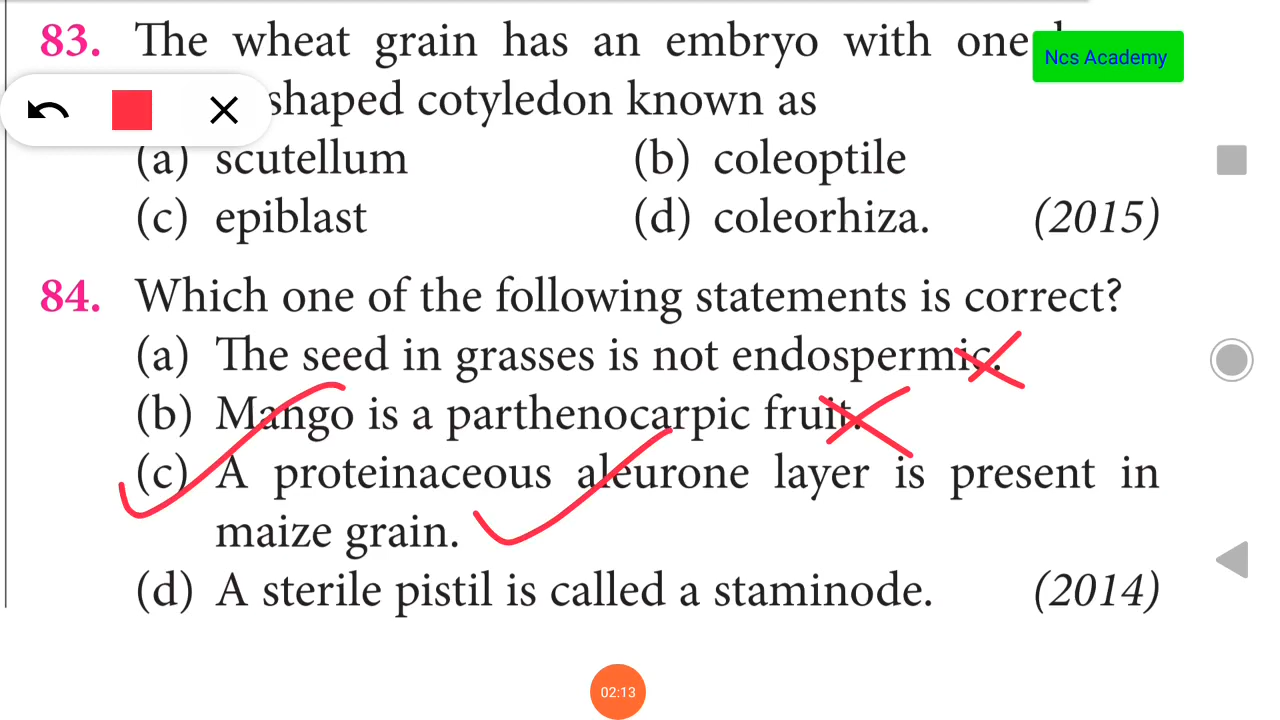 83. The wheat grain has an embryo with one
Ncs Academy
shaped cotyledon known as
(a) scutellum (b) coleoptile
(c) epiblast (d) coleorhiza. (2015)
84. Which one of the following statements is correct?
(a) The seed in grasses is not endospermic.
(b) Mango is a parthenocarpic fruit.
(c) A proteinaceous aleurone layer is present in
maize grain.
(d) A sterile pistil is called a staminode. (2014)
02:13